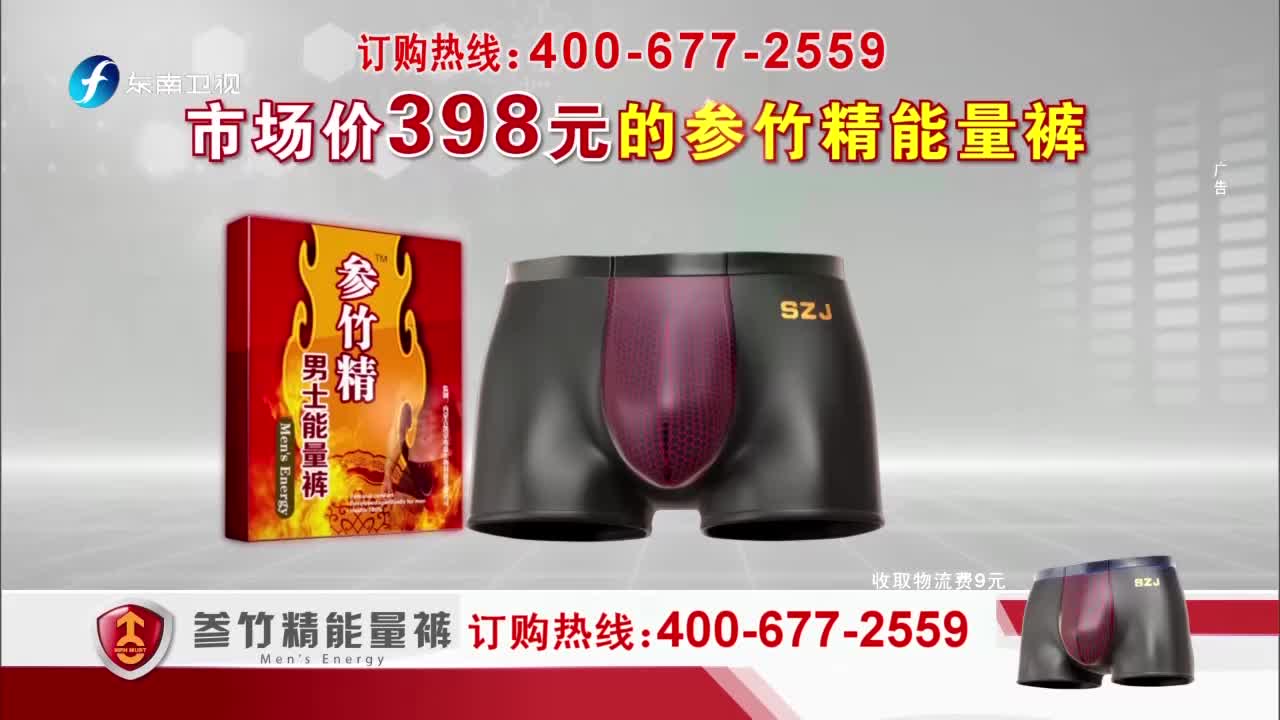 订购热线:400-677-2559
东南卫视
市场价398元的参竹精能量裤
广告
参竹精
TM
男士能量裤
Men's Energy
SZJ
收取物流费9元
SZJ
参竹精能量裤
Men's Energy
订购热线:400-677-2559